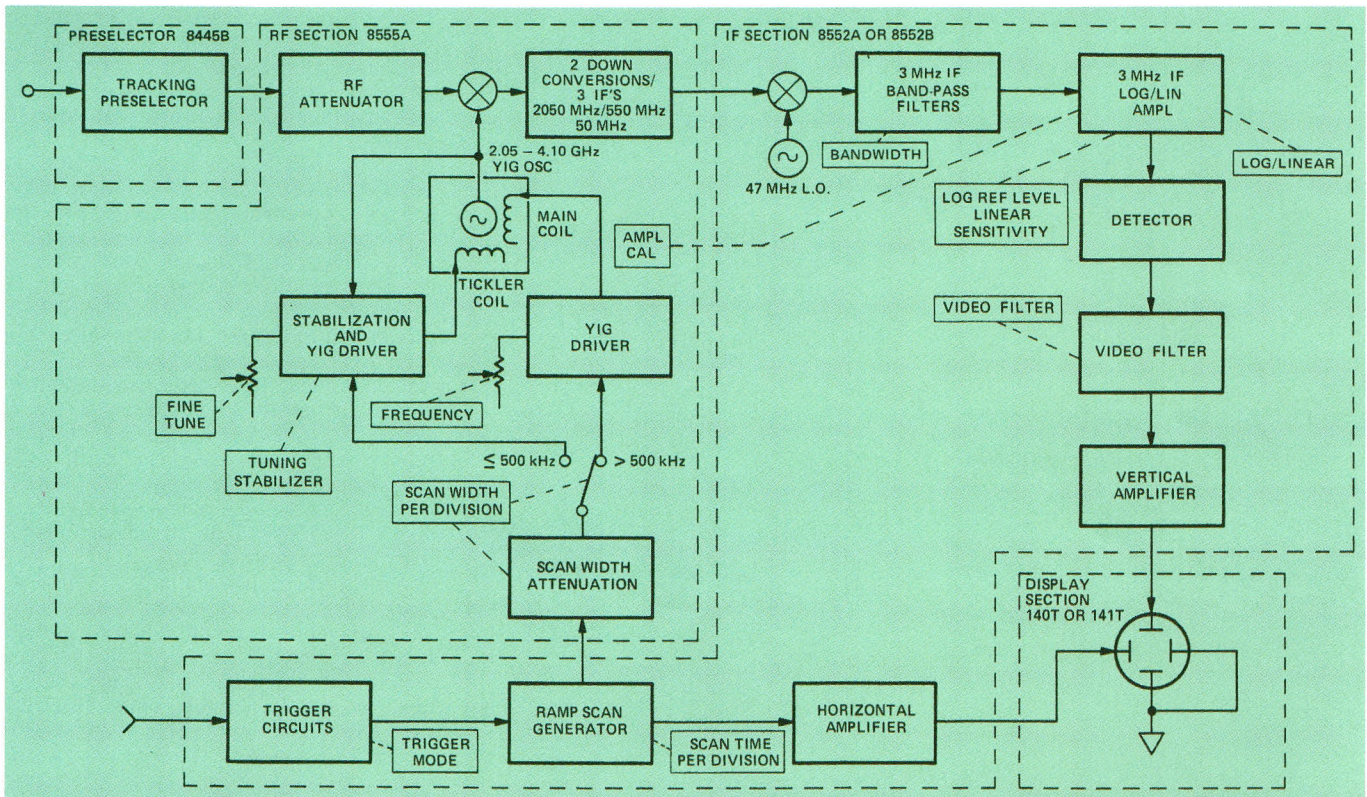 PRESELECTOR 8445B
RF SECTION 8555A
IF SECTION 8552A OR 8552B
TRACKING
PRESELECTOR
RF
ATTENUATOR
2 DOWN
CONVERSIONS/
3 IF'S
2050 MHz/550 MHz
50 MHz
3 MHz IF
BAND-PASS
FILTERS
3 MHz IF
LOG/LIN
AMPL
BANDWIDTH
LOG/LINEAR
47 MHz L.O.
2.05 – 4.10 GHz
YIG OSC
MAIN
COIL
TICKLER
COIL
AMPL
CAL
LOG REF LEVEL
LINEAR
SENSITIVITY
DETECTOR
STABILIZATION
AND
YIG DRIVER
YIG
DRIVER
VIDEO FILTER
VIDEO FILTER
FINE
TUNE
FREQUENCY
TUNING
STABILIZER
≤ 500 kHz
> 500 kHz
SCAN WIDTH
PER DIVISION
VERTICAL
AMPLIFIER
SCAN WIDTH
ATTENUATION
DISPLAY
SECTION
140T OR 141T
TRIGGER
CIRCUITS
TRIGGER
MODE
RAMP SCAN
GENERATOR
SCAN TIME
PER DIVISION
HORIZONTAL
AMPLIFIER